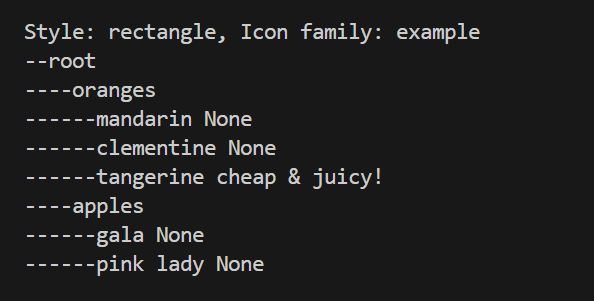 Style: rectangle, Icon family: example
--root
----oranges
------mandarin None
------clementine None
------tangerine cheap & juicy!
----apples
------gala None
------pink lady None